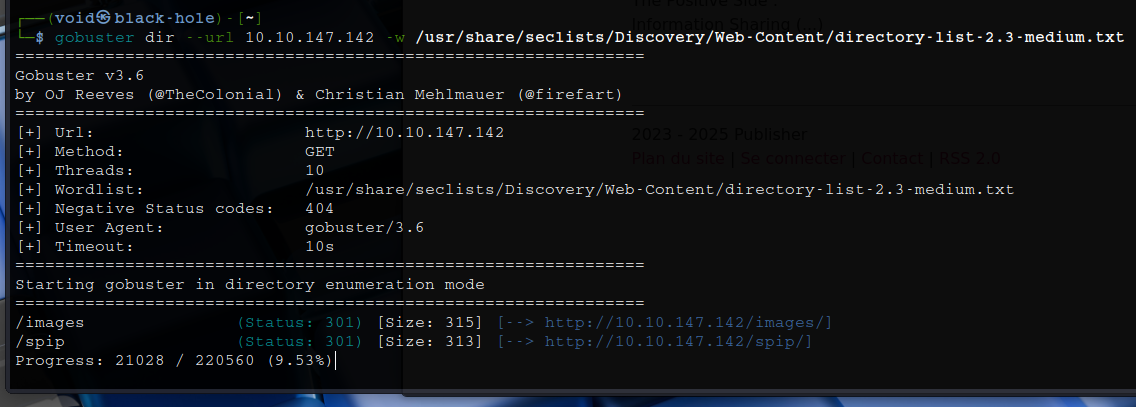 The Positive Side :
Information Sharing (...)
┌──(void㉿black-hole)-[~]
└─$ gobuster dir --url 10.10.147.142 -w /usr/share/seclists/Discovery/Web-Content/directory-list-2.3-medium.txt
===============================================================
Gobuster v3.6
by OJ Reeves (@TheColonial) & Christian Mehlmauer (@firefart)
===============================================================
[+] Url:                     http://10.10.147.142
[+] Method:                  GET
[+] Threads:                 10
[+] Wordlist:                /usr/share/seclists/Discovery/Web-Content/directory-list-2.3-medium.txt
[+] Negative Status codes:   404
[+] User Agent:              gobuster/3.6
[+] Timeout:                 10s
===============================================================
Starting gobuster in directory enumeration mode
===============================================================
/images               (Status: 301) [Size: 315] [--> http://10.10.147.142/images/]
/spip                 (Status: 301) [Size: 313] [--> http://10.10.147.142/spip/]
Progress: 21028 / 220560 (9.53%)
2023 - 2025 Publisher
Plan du site | Se connecter | Contact | RSS 2.0